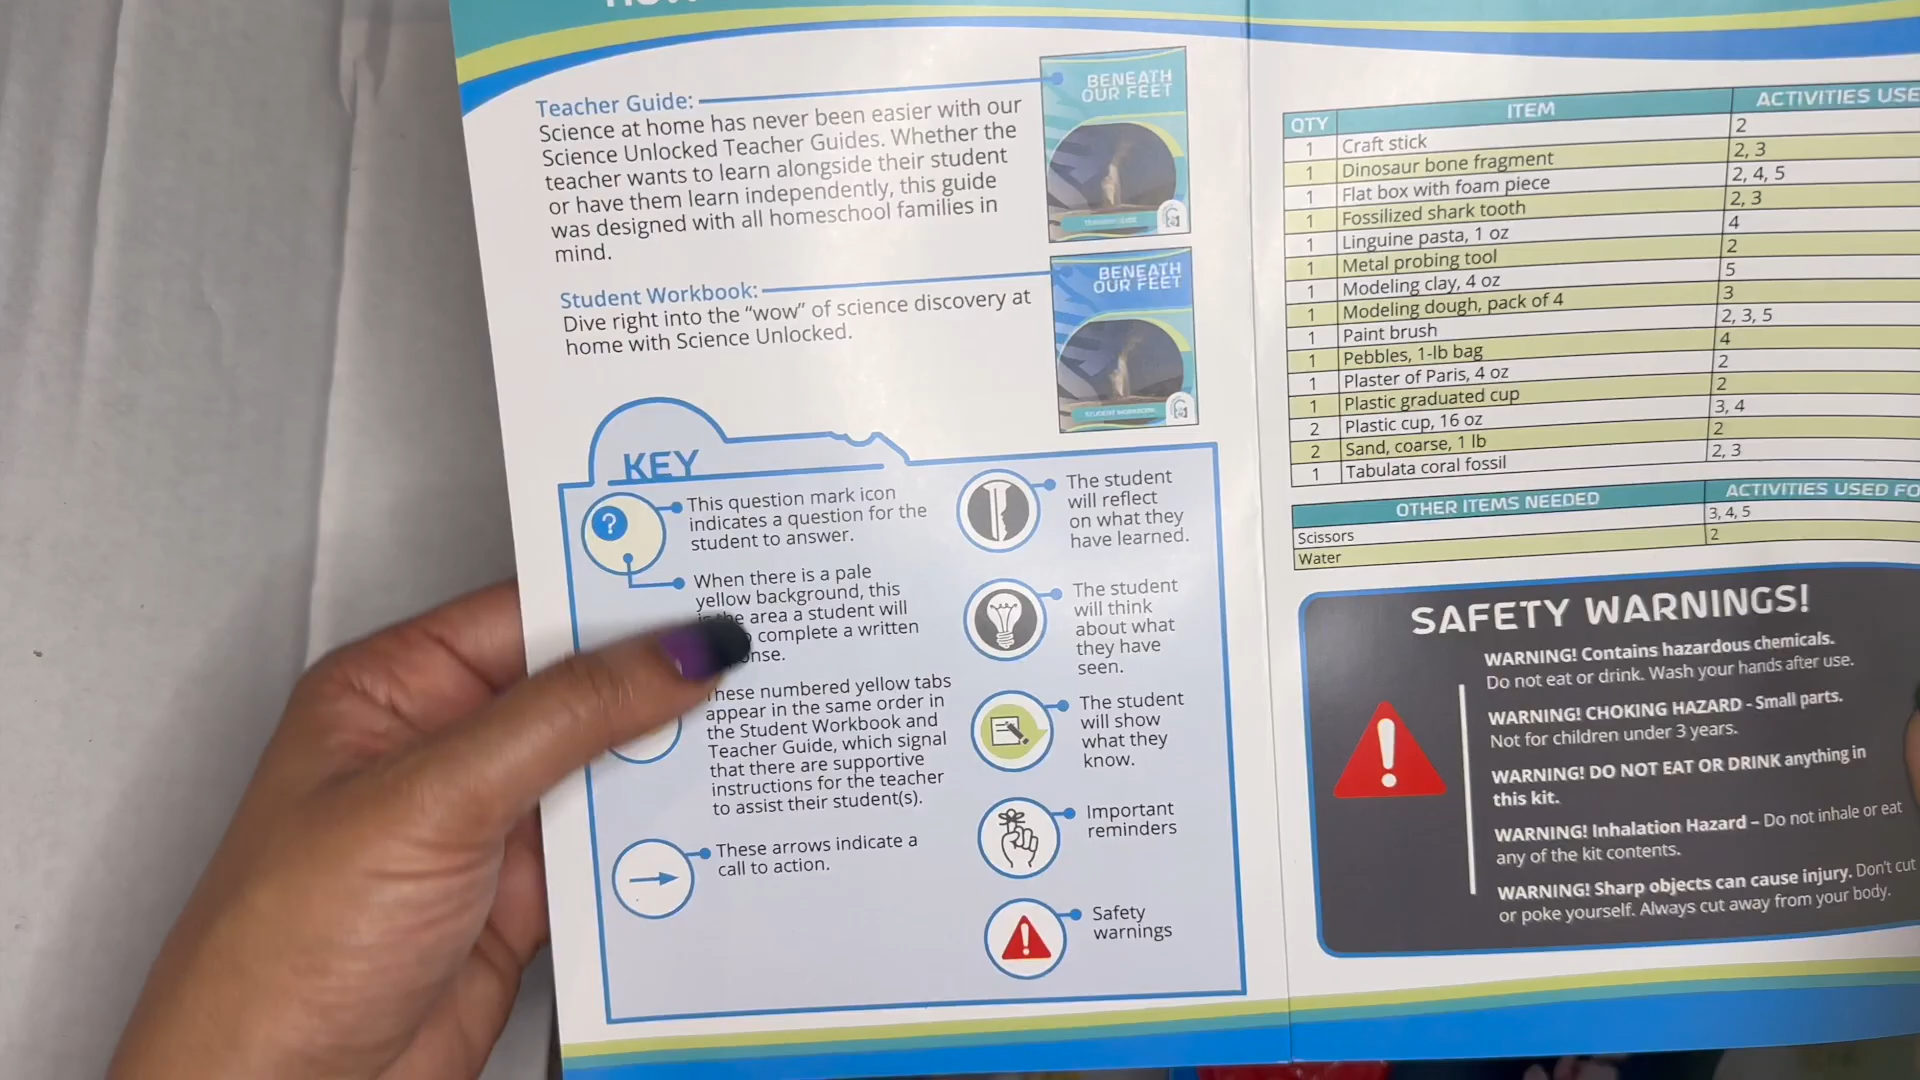 Teacher Guide:
Science at home has never been easier with our
Science Unlocked Teacher Guides. Whether the
teacher wants to learn alongside their student
or have them learn independently, this guide
was designed with all homeschool families in
mind.
BENEATH
OUR FEET
Student Workbook:
Dive right into the “wow” of science discovery at
home with Science Unlocked.
BENEATH
OUR FEET
STUDENT WORKBOOK
KEY
?
This question mark icon
indicates a question for the
student to answer.
When there is a pale
yellow background, this
the area a student will
complete a written
These numbered yellow tabs
appear in the same order in
the Student Workbook and
Teacher Guide, which signal
that there are supportive
instructions for the teacher
to assist their student(s).
These arrows indicate a
call to action.
The student
will reflect
on what they
have learned.
The student
will think
about what
they have
seen.
The student
will show
what they
know.
Important
reminders
Safety
warnings
QTY ITEM ACTIVITIES USE
1 Craft stick 2
1 Dinosaur bone fragment 2, 3
1 Flat box with foam piece 2, 4, 5
1 Fossilized shark tooth 2, 3
1 Linguine pasta, 1 oz 4
1 Metal probing tool 2
1 Modeling clay, 4 oz 5
1 Modeling dough, pack of 4 3
1 Paint brush 2, 3, 5
1 Pebbles, 1-lb bag 4
1 Plaster of Paris, 4 oz 2
1 Plastic graduated cup 2
2 Plastic cup, 16 oz 3, 4
2 Sand, coarse, 1 lb 2
1 Tabulata coral fossil 2, 3
OTHER ITEMS NEEDED ACTIVITIES USED FO
Scissors 3, 4, 5
Water 2
SAFETY WARNINGS!
WARNING! Contains hazardous chemicals.
Do not eat or drink. Wash your hands after use.
WARNING! CHOKING HAZARD - Small parts.
Not for children under 3 years.
WARNING! DO NOT EAT OR DRINK anything in
this kit.
WARNING! Inhalation Hazard – Do not inhale or eat
any of the kit contents.
WARNING! Sharp objects can cause injury. Don't cut
or poke yourself. Always cut away from your body.